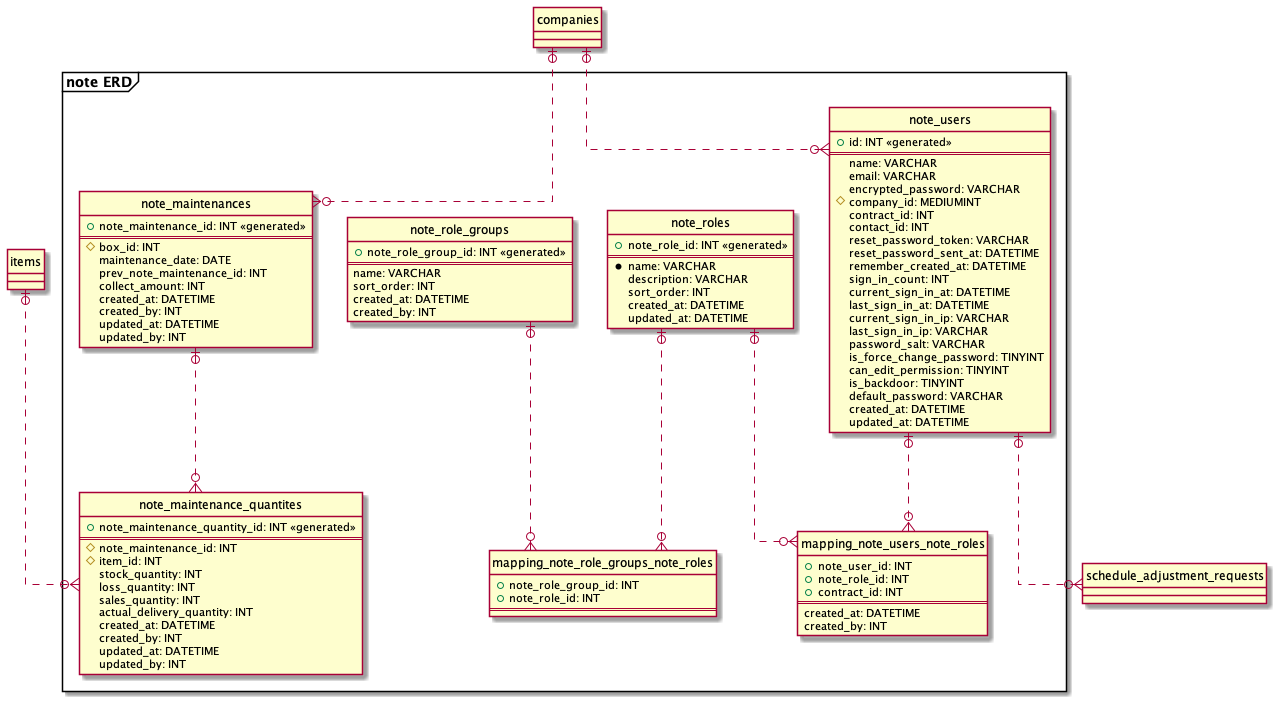 companies
note ERD
note_users
id: INT «generated»
name: VARCHAR
email: VARCHAR
encrypted_password: VARCHAR
company_id: MEDIUMINT
contract_id: INT
contact_id: INT
reset_password_token: VARCHAR
reset_password_sent_at: DATETIME
remember_created_at: DATETIME
sign_in_count: INT
current_sign_in_at: DATETIME
last_sign_in_at: DATETIME
current_sign_in_ip: VARCHAR
last_sign_in_ip: VARCHAR
password_salt: VARCHAR
is_force_change_password: TINYINT
can_edit_permission: TINYINT
is_backdoor: TINYINT
default_password: VARCHAR
created_at: DATETIME
updated_at: DATETIME
note_maintenances
note_maintenance_id: INT «generated»
box_id: INT
maintenance_date: DATE
prev_note_maintenance_id: INT
collect_amount: INT
created_at: DATETIME
created_by: INT
updated_at: DATETIME
updated_by: INT
note_role_groups
note_role_group_id: INT «generated»
name: VARCHAR
sort_order: INT
created_at: DATETIME
created_by: INT
note_roles
note_role_id: INT «generated»
name: VARCHAR
description: VARCHAR
sort_order: INT
created_at: DATETIME
updated_at: DATETIME
items
note_maintenance_quantites
note_maintenance_quantity_id: INT «generated»
note_maintenance_id: INT
item_id: INT
stock_quantity: INT
loss_quantity: INT
sales_quantity: INT
actual_delivery_quantity: INT
created_at: DATETIME
created_by: INT
updated_at: DATETIME
updated_by: INT
mapping_note_role_groups_note_roles
note_role_group_id: INT
note_role_id: INT
mapping_note_users_note_roles
note_user_id: INT
note_role_id: INT
contract_id: INT
created_at: DATETIME
created_by: INT
schedule_adjustment_requests